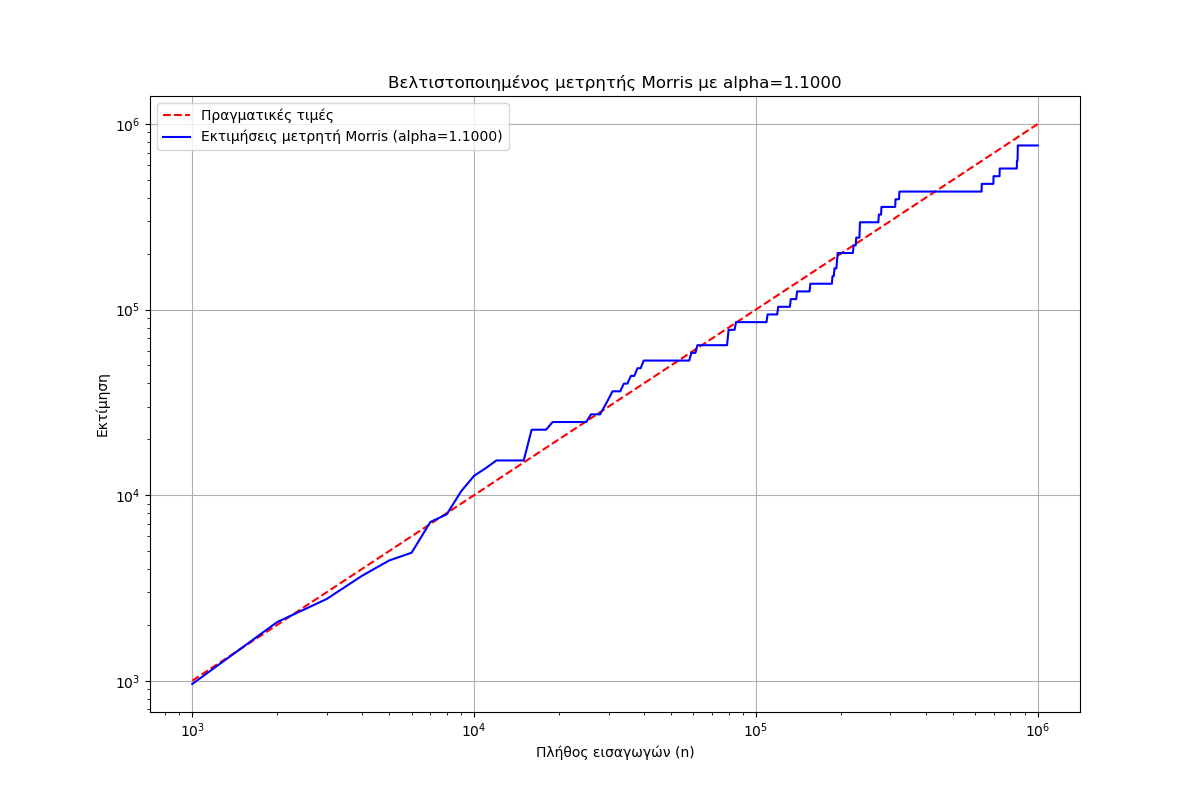 Βελτιστοποιημένος μετρητής Morris με alpha=1.1000
Πραγματικές τιμές
Εκτιμήσεις μετρητή Morris (alpha=1.1000)
10⁶
10⁵
10⁴
10³
Εκτίμηση
10³
10⁴
10⁵
10⁶
Πλήθος εισαγωγών (n)